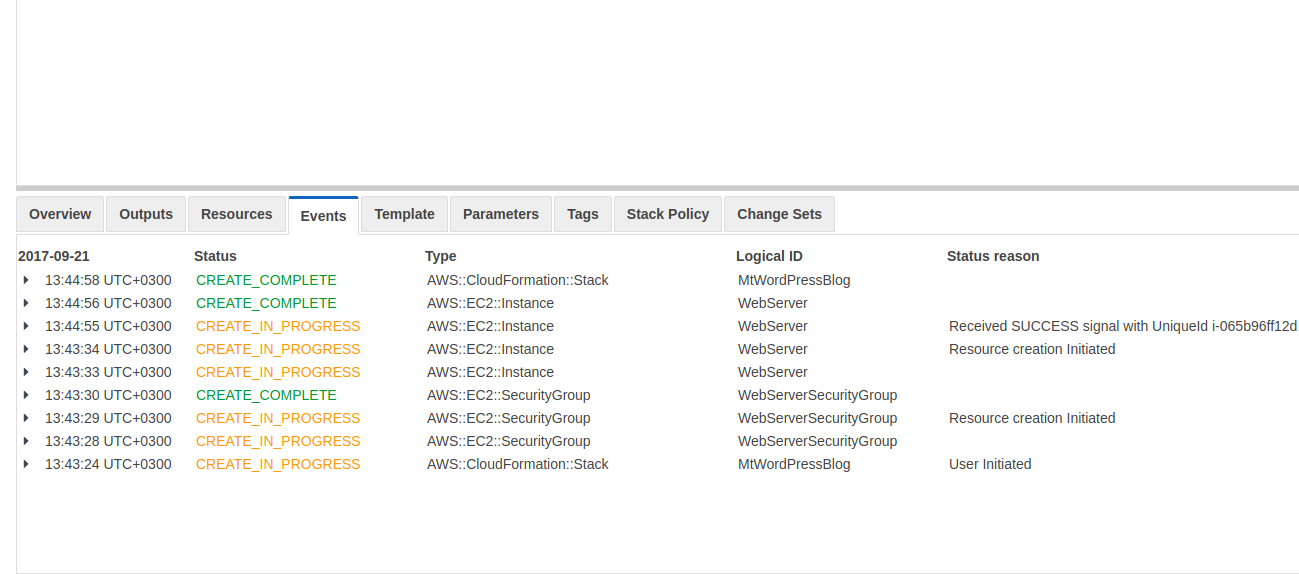 Overview Outputs Resources Events Template Parameters Tags Stack Policy Change Sets
2017-09-21 Status Type Logical ID Status reason
13:44:58 UTC+0300 CREATE_COMPLETE AWS::CloudFormation::Stack MtWordPressBlog
13:44:56 UTC+0300 CREATE_COMPLETE AWS::EC2::Instance WebServer
13:44:55 UTC+0300 CREATE_IN_PROGRESS AWS::EC2::Instance WebServer Received SUCCESS signal with UniqueId i-065b96ff12d
13:43:34 UTC+0300 CREATE_IN_PROGRESS AWS::EC2::Instance WebServer Resource creation Initiated
13:43:33 UTC+0300 CREATE_IN_PROGRESS AWS::EC2::Instance WebServer
13:43:30 UTC+0300 CREATE_COMPLETE AWS::EC2::SecurityGroup WebServerSecurityGroup
13:43:29 UTC+0300 CREATE_IN_PROGRESS AWS::EC2::SecurityGroup WebServerSecurityGroup Resource creation Initiated
13:43:28 UTC+0300 CREATE_IN_PROGRESS AWS::EC2::SecurityGroup WebServerSecurityGroup
13:43:24 UTC+0300 CREATE_IN_PROGRESS AWS::CloudFormation::Stack MtWordPressBlog User Initiated